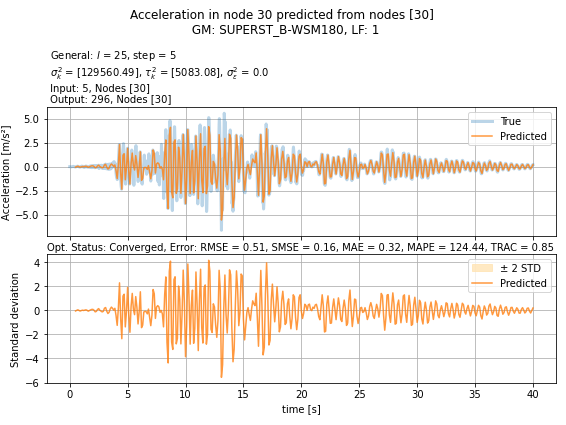 Acceleration in node 30 predicted from nodes [30]
GM: SUPERST_B-WSM180, LF: 1
General: l = 25, step = 5
σ²ₖ = [129560.49], τ²ₖ = [5083.08], σ²ₑ = 0.0
Input: 5, Nodes [30]
Output: 296, Nodes [30]
5.0
2.5
0.0
−2.5
−5.0
Acceleration [m/s²]
True
Predicted
Opt. Status: Converged, Error: RMSE = 0.51, SMSE = 0.16, MAE = 0.32, MAPE = 124.44, TRAC = 0.85
4
2
0
−2
−4
−6
Standard deviation
± 2 STD
Predicted
0 5 10 15 20 25 30 35 40
time [s]